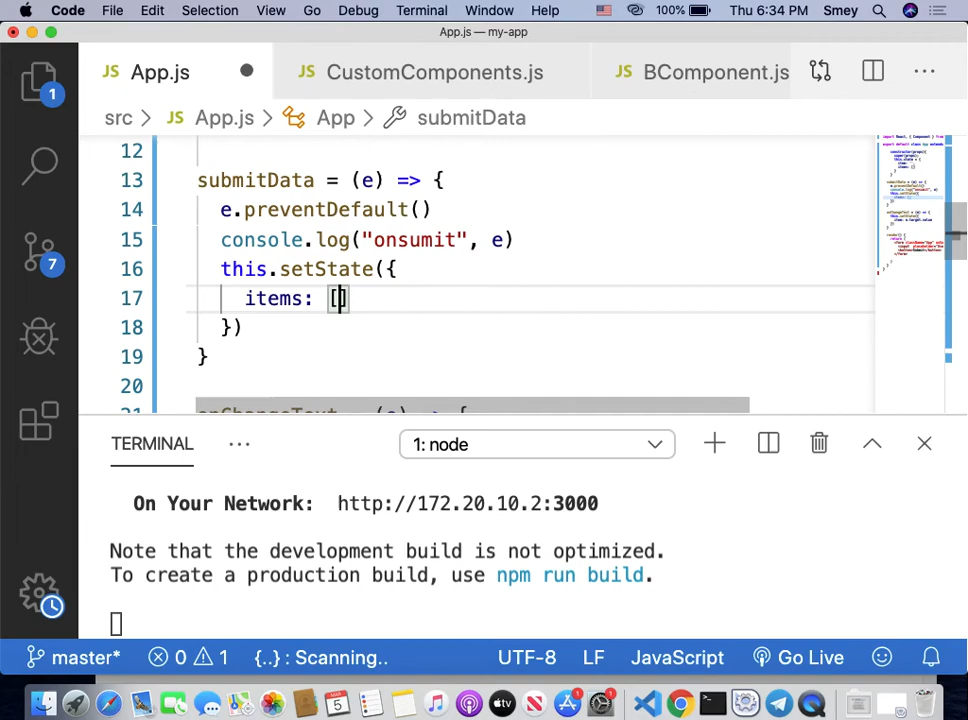 Code File Edit Selection View Go Debug Terminal Window Help 100% Thu 6:34 PM Smey
App.js — my-app
JS App.js JS CustomComponents.js JS BComponent.js
src > JS App.js > App > submitData
12
13 submitData = (e) => {
14 e.preventDefault()
15 console.log("onsumit", e)
16 this.setState({
17 items: []
18 })
19 }
20
1
7
TERMINAL ... 1: node
On Your Network: http://172.20.10.2:3000
Note that the development build is not optimized.
To create a production build, use npm run build.
master* 0 1 {..} : Scanning.. UTF-8 LF JavaScript Go Live